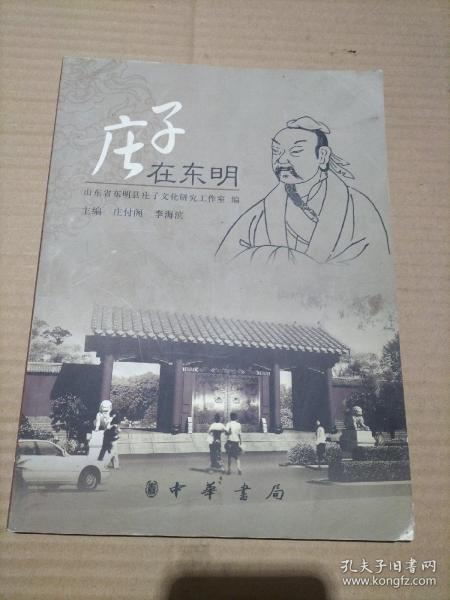 庄子
在东明
山东省东明县庄子文化研究工作室 编
主编 庄付阁 李海滨
中華書局
孔夫子旧书网
www.kongfz.com